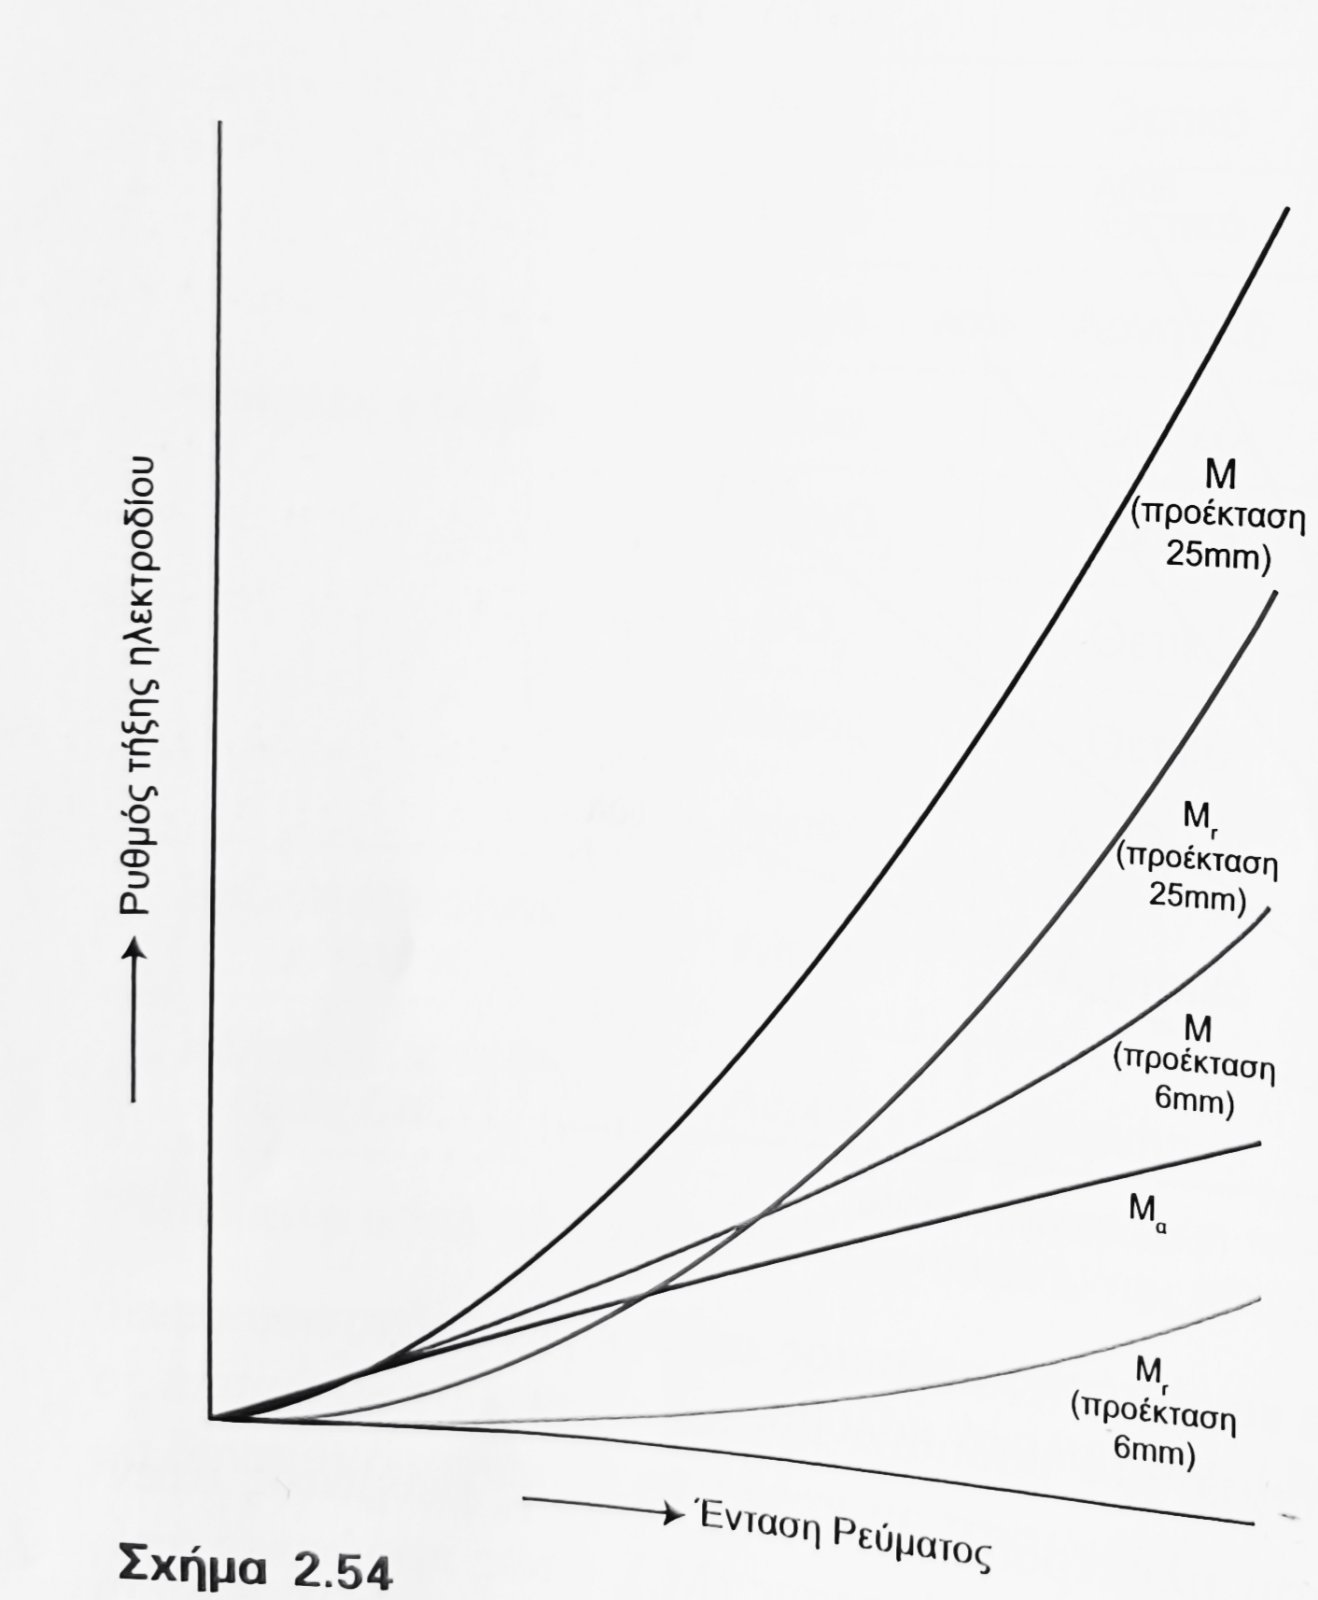 Ρυθμός τήξης ηλεκτροδίου
M
(προέκταση
25mm)
Mr
(προέκταση
25mm)
M
(προέκταση
6mm)
Mα
Mr
(προέκταση
6mm)
Ένταση Ρεύματος
Σχήμα 2.54